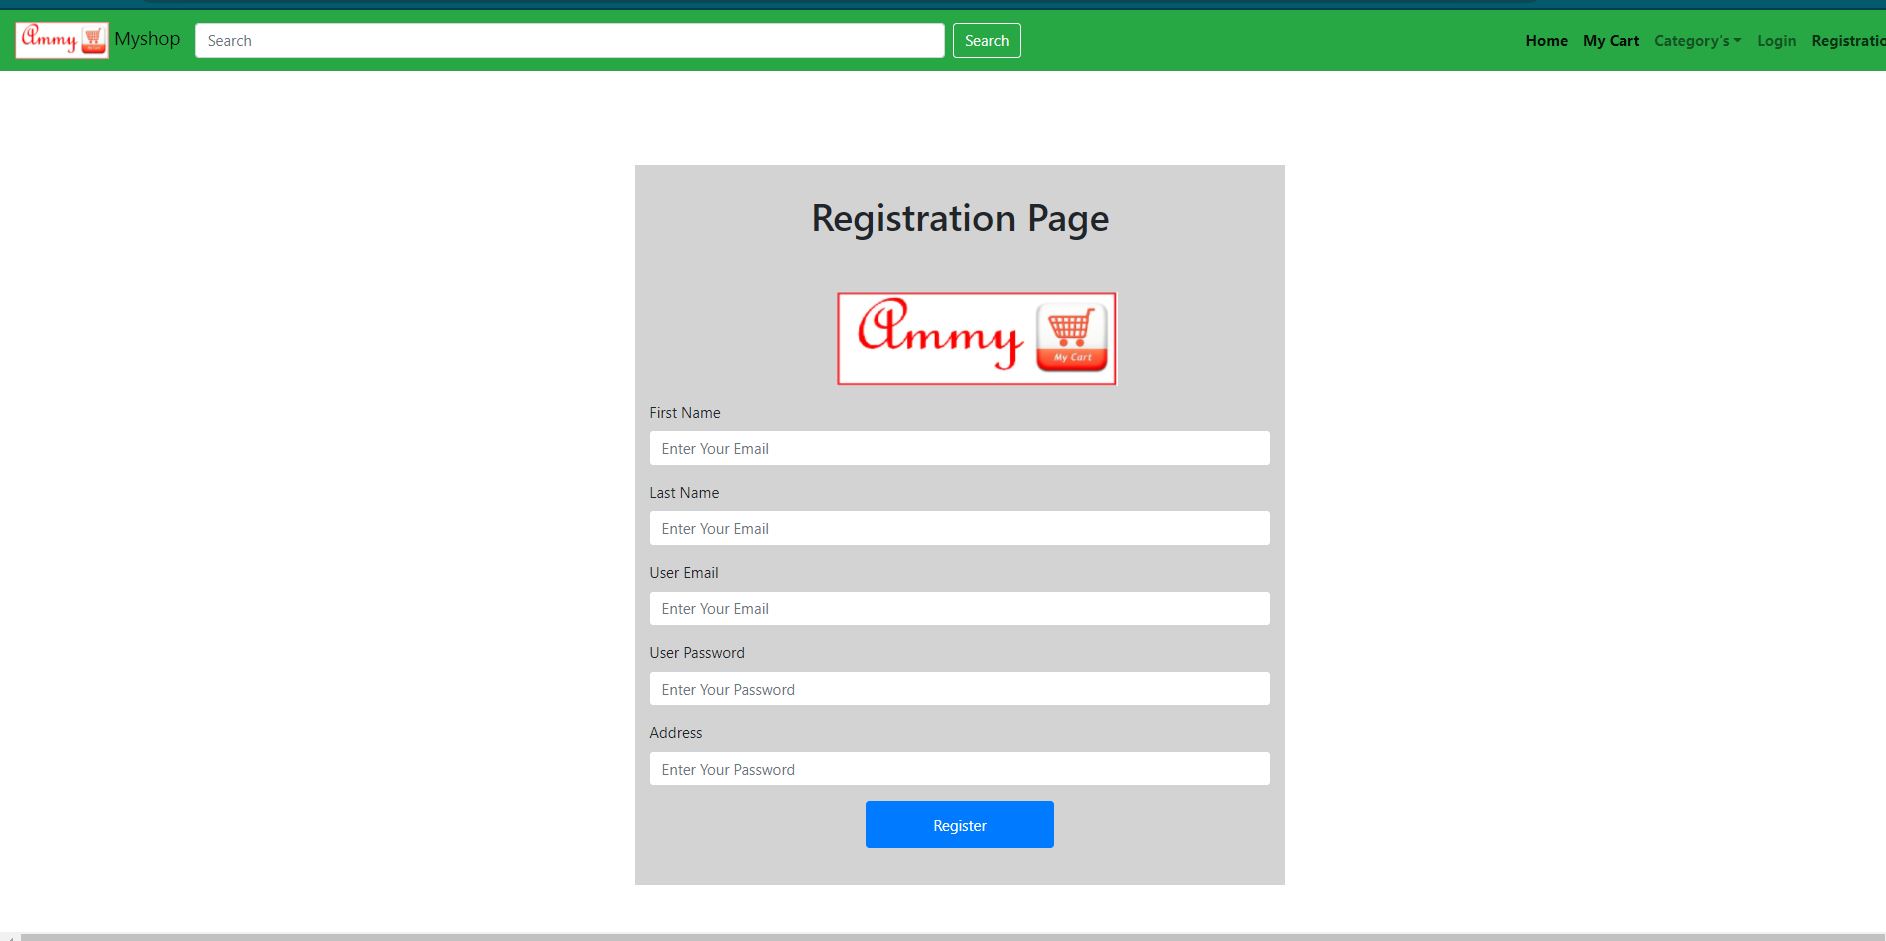 Ammy Myshop Search Search Home My Cart Category's Login Registratio
Registration Page
Ammy
My Cart
First Name
Enter Your Email
Last Name
Enter Your Email
User Email
Enter Your Email
User Password
Enter Your Password
Address
Enter Your Password
Register